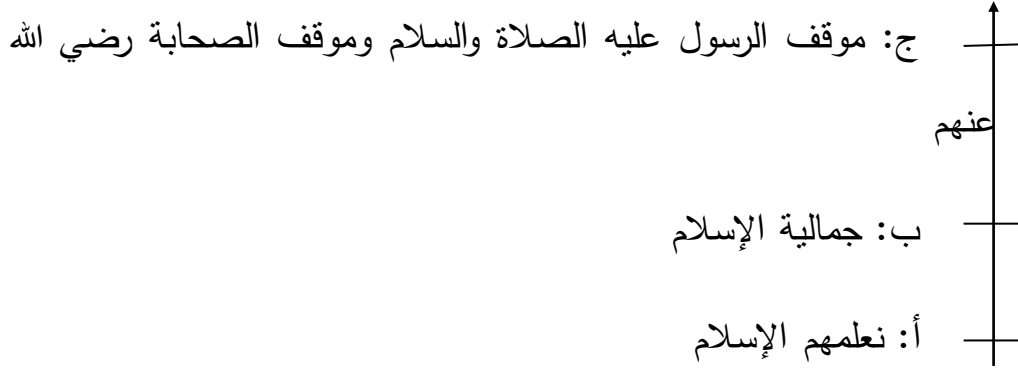 ج: موقف الرسول عليه الصلاة والسلام وموقف الصحابة رضي الله
عنهم
ب: جمالية الإسلام
أ: نعلمهم الإسلام